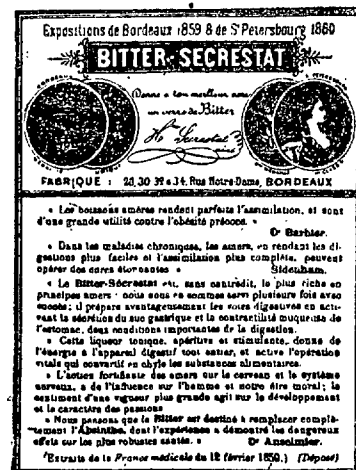 Expositions de Bordeaux 1859 & de St Petersbourg 1860
BITTER-SECRESTAT
Donne à ton meilleur ami
un verre de Bitter
Hte Secrestat
FABRIQUE : 28, 30, 32 & 34, Rue Notre-Dame, BORDEAUX
« Les boissons amères rendent parfaite l'assimilation, et sont
d'une grande utilité contre l'obésité précoce. »
Dr Barbier.
« Dans les maladies chroniques, les amers, en rendant les di-
gestions plus faciles et l'assimilation plus complète, peuvent
opérer des cures étonnantes » Sidenham.
« Le Bitter-Secrestat est, sans contredit, le plus riche en
principes amers : nous nous en sommes servi plusieurs fois avec
succès; il prépare avantageusement les voies digestives en acti-
vant la sécrétion du suc gastrique et la contractilité muqueuse de
l'estomac, deux conditions importantes de la digestion.
« Cette liqueur tonique, apéritive et stimulante, donne de
l'énergie à l'appareil digestif tout entier, et active l'opération
vitale qui convertit en chyle les substances alimentaires.
« L'action fortifiante des amers sur le cerveau et le système
nerveux, a de l'influence sur l'homme et notre être moral; le
sentiment d'une vigueur plus grande agit sur le développement
et le caractère des passions
« Nous pensons que le Bitter est destiné à remplacer complè-
tement l'Absinthe, dont l'expérience a démontré les dangereux
effets sur les plus robustes santés. » Dr Anselmier.
(Extraits de la France médicale du 12 février 1859.) (Déposé)